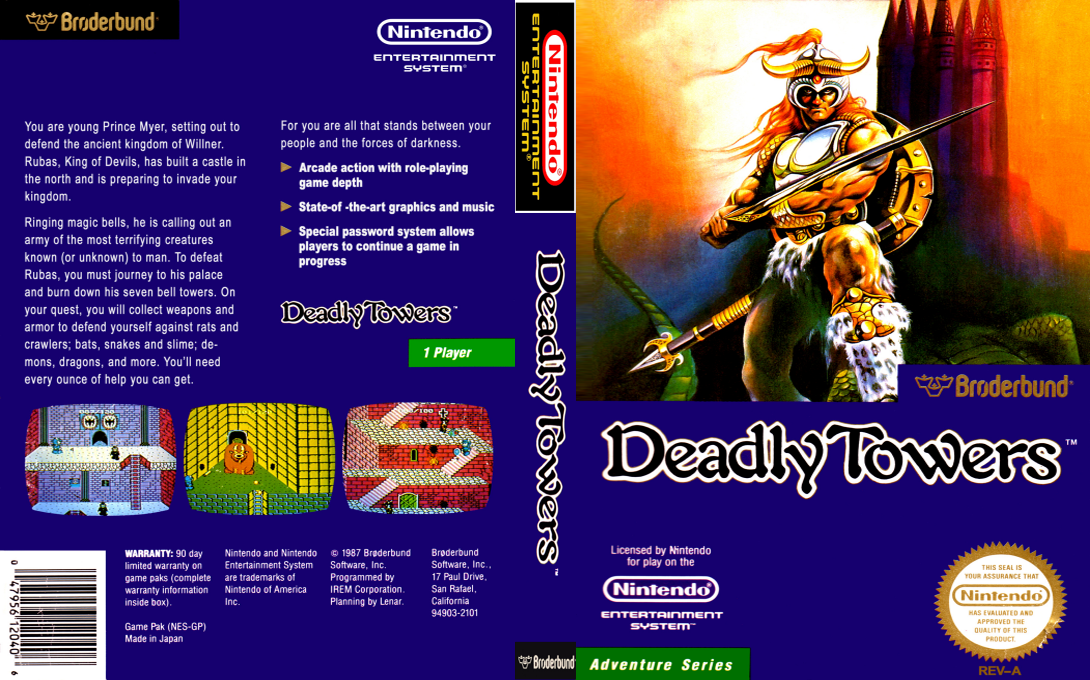 Brøderbund®
Nintendo®
ENTERTAINMENT
SYSTEM®
You are young Prince Myer, setting out to
defend the ancient kingdom of Willner.
Rubas, King of Devils, has built a castle in
the north and is preparing to invade your
kingdom.
Ringing magic bells, he is calling out an
army of the most terrifying creatures
known (or unknown) to man. To defeat
Rubas, you must journey to his palace
and burn down his seven bell towers. On
your quest, you will collect weapons and
armor to defend yourself against rats and
crawlers; bats, snakes and slime; de-
mons, dragons, and more. You'll need
every ounce of help you can get.
For you are all that stands between your
people and the forces of darkness.
Arcade action with role-playing
game depth
State-of -the-art graphics and music
Special password system allows
players to continue a game in
progress
Deadly Towers™
1 Player
WARRANTY: 90 day
limited warranty on
game paks (complete
warranty information
inside box).
Game Pak (NES-GP)
Made in Japan
Nintendo and Nintendo
Entertainment System
are trademarks of
Nintendo of America
Inc.
© 1987 Brøderbund
Software, Inc.
Programmed by
IREM Corporation.
Planning by Lenar.
Brøderbund
Software, Inc.,
17 Paul Drive,
San Rafael,
California
94903-2101
0 47956 12040 6
Nintendo®
ENTERTAINMENT
SYSTEM®
Deadly Towers™
Brøderbund
Brøderbund®
Deadly Towers™
Licensed by Nintendo
for play on the
Nintendo®
ENTERTAINMENT
SYSTEM™
Adventure Series
THIS SEAL IS
YOUR ASSURANCE THAT
Nintendo®
HAS EVALUATED AND
APPROVED THE
QUALITY OF THIS
PRODUCT.
REV-A